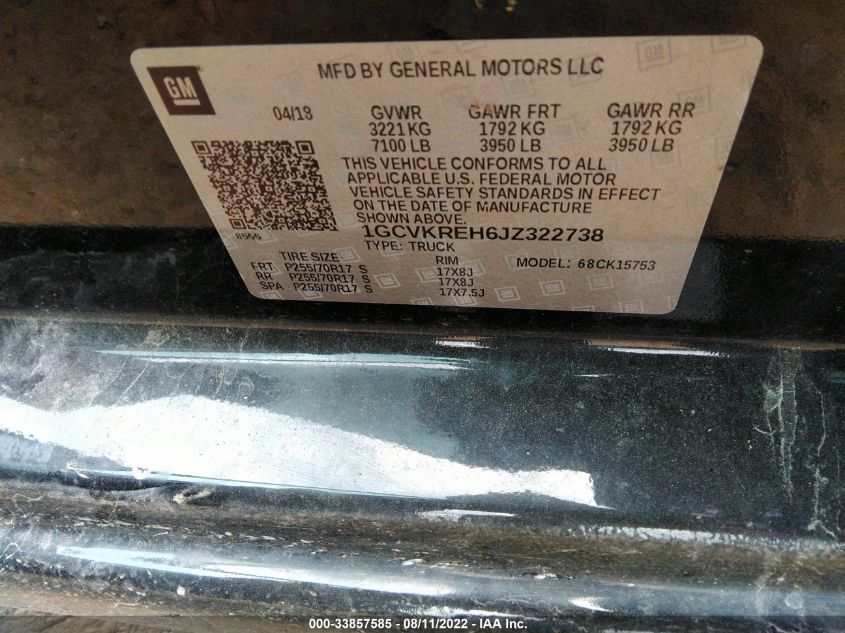 GM
MFD BY GENERAL MOTORS LLC
04/18 GVWR GAWR FRT GAWR RR
3221 KG 1792 KG 1792 KG
7100 LB 3950 LB 3950 LB
THIS VEHICLE CONFORMS TO ALL
APPLICABLE U.S. FEDERAL MOTOR
VEHICLE SAFETY STANDARDS IN EFFECT
ON THE DATE OF MANUFACTURE
SHOWN ABOVE.
8555 1GCVKREH6JZ322738
TYPE: TRUCK
TIRE SIZE RIM MODEL: 68CK15753
FRT P255/70R17 S 17X8J
RR P255/70R17 S 17X8J
SPA P255/70R17 S 17X7.5J
000-33857585 - 08/11/2022 - IAA Inc.